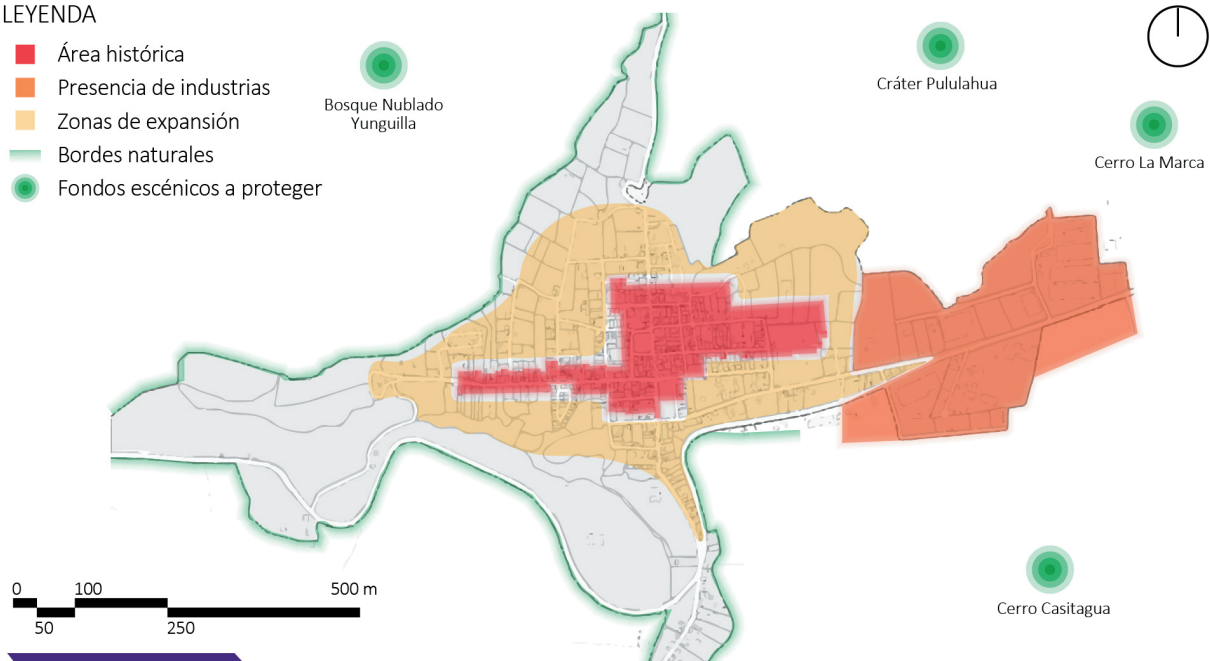 LEYENDA
Área histórica
Presencia de industrias
Zonas de expansión
Bordes naturales
Fondos escénicos a proteger
Bosque Nublado
Yunguilla
Cráter Pululahua
Cerro La Marca
Cerro Casitagua
0 100 500 m
50 250